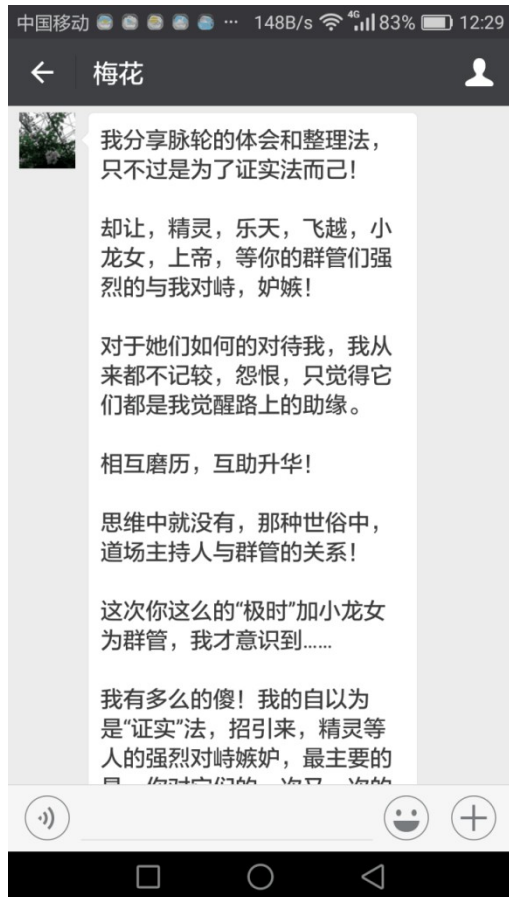 中国移动 ··· 148B/s 4G 83% 12:29
梅花
我分享脉轮的体会和整理法，
只不过是为了证实法而己！
却让，精灵，乐天，飞越，小
龙女，上帝，等你的群管们强
烈的与我对峙，妒嫉！
对于她们如何的对待我，我从
来都不记较，怨恨，只觉得它
们都是我觉醒路上的助缘。
相互磨历，互助升华！
思维中就没有，那种世俗中，
道场主持人与群管的关系！
这次你这么的“极时”加小龙女
为群管，我才意识到......
我有多么的傻！我的自以为
是“证实”法，招引来，精灵等
人的强烈对峙嫉妒，最主要的